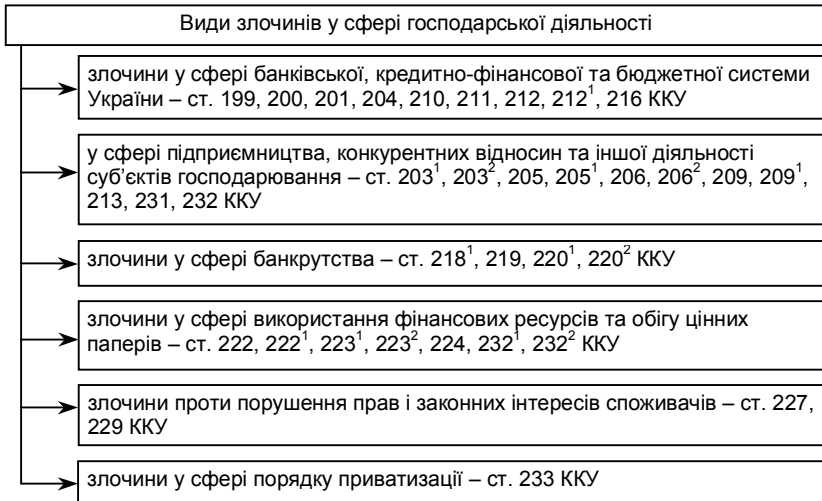 Види злочинів у сфері господарської діяльності
злочини у сфері банківської, кредитно-фінансової та бюджетної системи
України – ст. 199, 200, 201, 204, 210, 211, 212, 212¹, 216 ККУ
у сфері підприємництва, конкурентних відносин та іншої діяльності
суб’єктів господарювання – ст. 203¹, 203², 205, 205¹, 206, 206², 209, 209¹,
213, 231, 232 ККУ
злочини у сфері банкрутства – ст. 218¹, 219, 220¹, 220² ККУ
злочини у сфері використання фінансових ресурсів та обігу цінних
паперів – ст. 222, 222¹, 223¹, 223², 224, 232¹, 232² ККУ
злочини проти порушення прав і законних інтересів споживачів – ст. 227,
229 ККУ
злочини у сфері порядку приватизації – ст. 233 ККУ